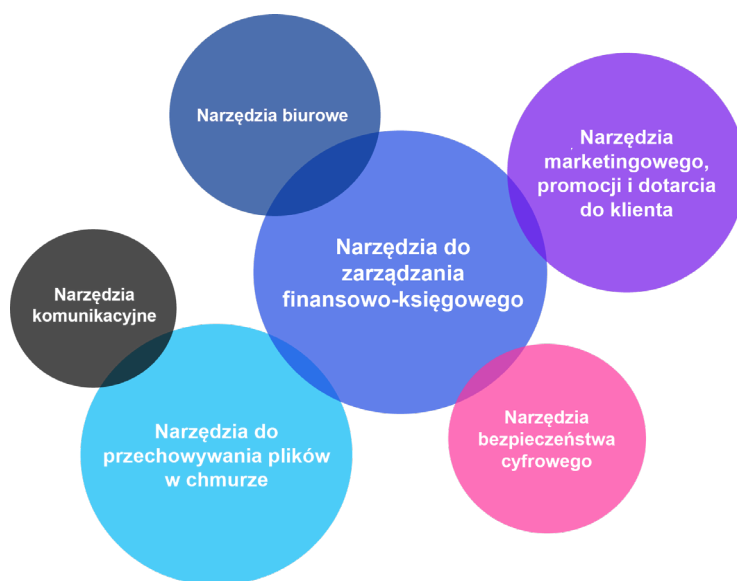 Narzędzia biurowe
Narzędzia
marketingowego,
promocji i dotarcia
do klienta
Narzędzia do
zarządzania
finansowo-księgowego
Narzędzia
komunikacyjne
Narzędzia do
przechowywania plików
w chmurze
Narzędzia
bezpieczeństwa
cyfrowego